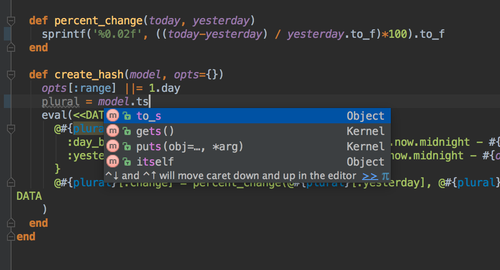 def percent_change(today, yesterday)
sprintf('%0.02f', ((today-yesterday) / yesterday.to_f)*100).to_f
end
def create_hash(model, opts={})
opts[:range] ||= 1.day
plural = model.ts
eval(<<DAT
@#{plur
:day_b now.midnight - #{
:yeste now.midnight - #{d
}
@#{plural}[:change] = percent_change(@#{plural}[:yesterday], @#{plural}
DATA
)
end
end
m to_s Object
m gets() Kernel
m puts(obj=…, *arg) Kernel
m itself Object
^↓ and ^↑ will move caret down and up in the editor >> π